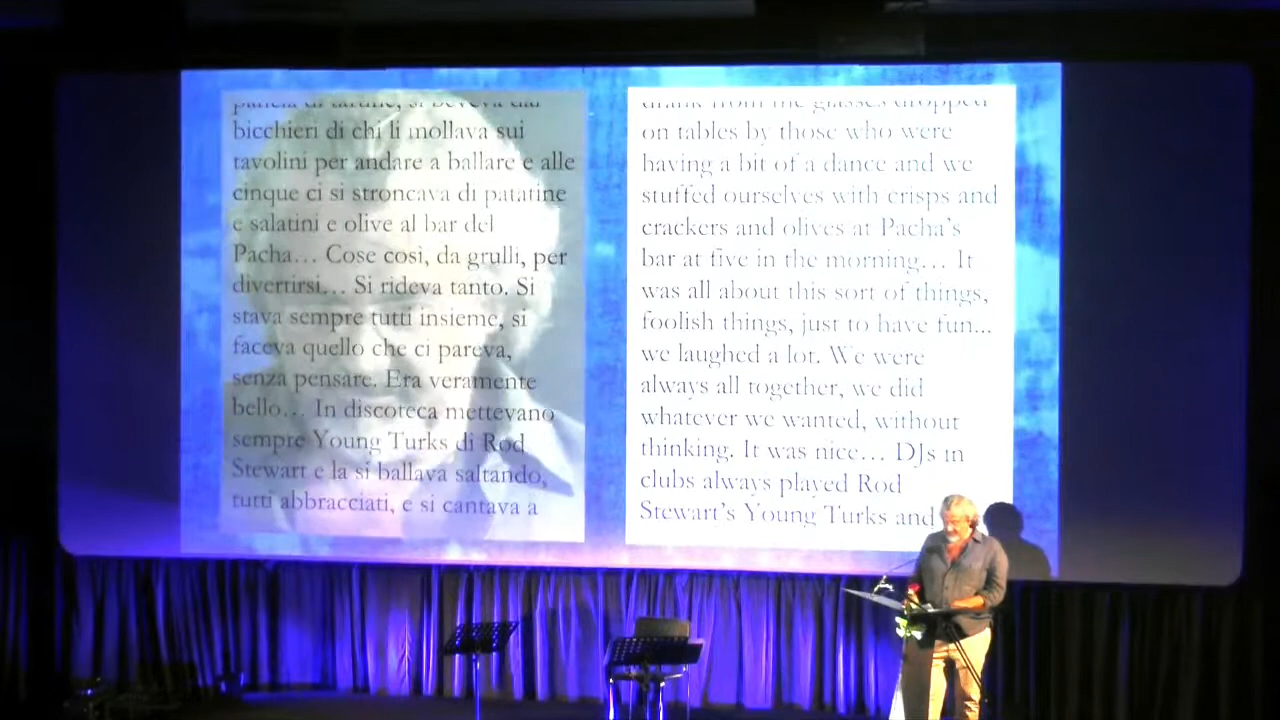 bicchieri di chi li mollava sui
tavolini per andare a ballare e alle
cinque ci si stroncava di patatine
e salatini e olive al bar del
Pacha… Cose così, da grulli, per
divertirsi… Si rideva tanto. Si
stava sempre tutti insieme, si
faceva quello che ci pareva,
senza pensare. Era veramente
bello… In discoteca mettevano
sempre Young Turks di Rod
Stewart e la si ballava saltando,
tutti abbracciati, e si cantava a
drank from the glasses dropped
on tables by those who were
having a bit of a dance and we
stuffed ourselves with crisps and
crackers and olives at Pacha's
bar at five in the morning… It
was all about this sort of things,
foolish things, just to have fun...
we laughed a lot. We were
always all together, we did
whatever we wanted, without
thinking. It was nice… DJs in
clubs always played Rod
Stewart's Young Turks and